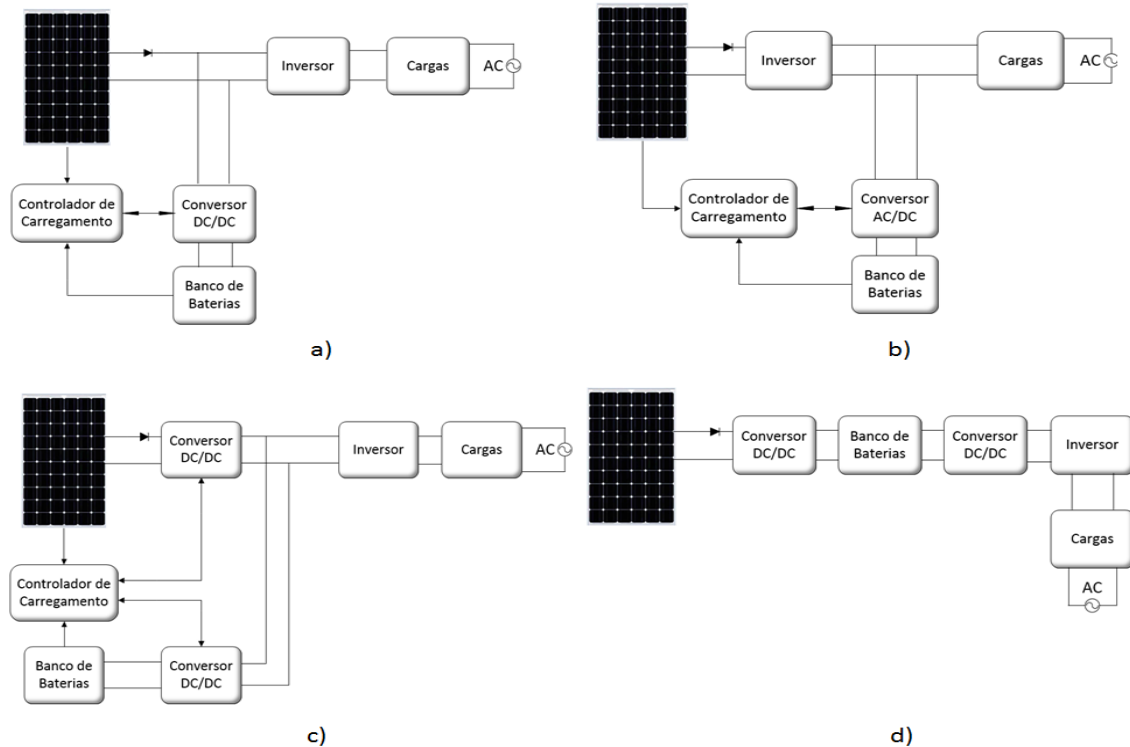 Inversor
Cargas
AC
Controlador de
Carregamento
Conversor
DC/DC
Banco de
Baterias
a)
Inversor
Cargas
AC
Controlador de
Carregamento
Conversor
AC/DC
Banco de
Baterias
b)
Conversor
DC/DC
Inversor
Cargas
AC
Controlador de
Carregamento
Banco de
Baterias
Conversor
DC/DC
c)
Conversor
DC/DC
Banco de
Baterias
Conversor
DC/DC
Inversor
Cargas
AC
d)